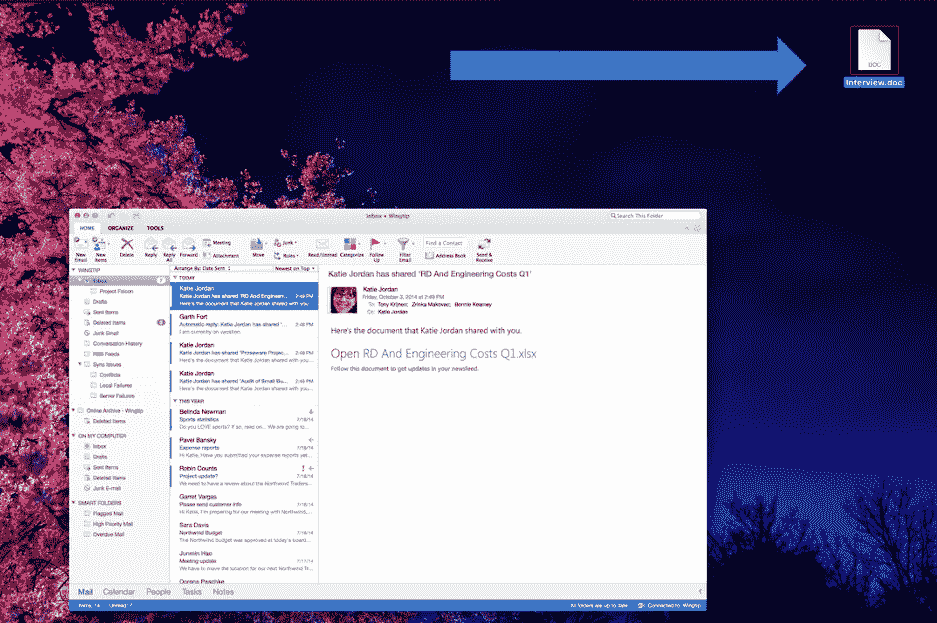 DOC
Interview.doc
Inbox • Wingtip
Search This Folder
HOME ORGANIZE TOOLS
Meeting
Junk
Find a Contact
Attachment
Rules
Address Book
New Email New Items Delete Reply Reply All Forward Move Read/Unread Categorize Follow Up Filter Email Send & Receive
WINGTIP
Inbox
Project Falcon
Drafts
Sent Items
Deleted Items
Junk Email
Conversation History
RSS Feeds
Sync Issues
Conflicts
Local Failures
Server Failures
Online Archive - Wingtip
Deleted Items
ON MY COMPUTER
Inbox
Drafts
Sent Items
Deleted Items
Junk E-mail
SMART FOLDERS
Flagged Mail
High Priority Mail
Overdue Mail
Arrange By: Date Sent Newest on Top
TODAY
Katie Jordan
Katie Jordan has shared 'RD And Engineer... 2:49 PM
Here's the document that Katie Jordan shared with you.
Garth Fort
Automatic reply: Katie Jordan has shared '... 2:48 PM
I am currently on vacation.
Katie Jordan
Katie Jordan has shared 'Proseware Projec... 2:48 PM
Here's the document that Katie Jordan shared with you...
Katie Jordan
Katie Jordan has shared 'Audit of Small Bu...
Here's the document that Katie Jordan shared with you...
THIS YEAR
Belinda Newman
Sports statistics 7/18/14
Do you LOVE sports? If so, read on... We are going to...
Pavel Bansky
Expense reports
Hi Katie, Have you submitted your expense reports yet...
Robin Counts
Project update?
We need to have a review about the Northwind Traders...
Garret Vargas
Please send customer info
Hi Katie, I'm preparing for our meeting with Northwind,
Sara Davis
Northwind Budget
The Northwind budget was approved at today's board...
Junmin Hao
Meeting update
We have to move the location for our next Northwind Tr...
Dorena Paschke
Katie Jordan has shared 'RD And Engineering Costs Q1'
Katie Jordan
Friday, October 3, 2014 at 2:49 PM
To: Tony Krijnen; Zrinka Makovac; Bonnie Kearney
Cc: Katie Jordan
Here's the document that Katie Jordan shared with you.
Open RD And Engineering Costs Q1.xlsx
Follow this document to get updates in your newsfeed.
Mail Calendar People Tasks Notes
Items: Unread:
All folders are up to date. Connected to: Wingtip